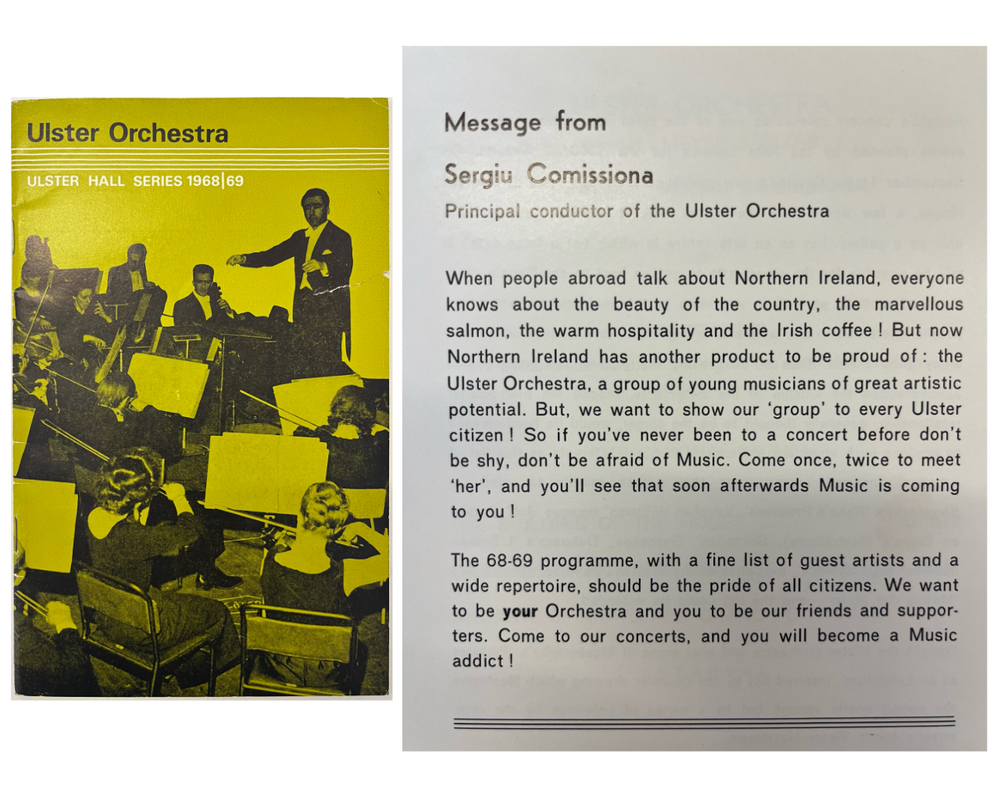 Ulster Orchestra
ULSTER HALL SERIES 1968|69
Message from
Sergiu Comissiona
Principal conductor of the Ulster Orchestra
When people abroad talk about Northern Ireland, everyone
knows about the beauty of the country, the marvellous
salmon, the warm hospitality and the Irish coffee ! But now
Northern Ireland has another product to be proud of : the
Ulster Orchestra, a group of young musicians of great artistic
potential. But, we want to show our ‘group’ to every Ulster
citizen ! So if you’ve never been to a concert before don’t
be shy, don’t be afraid of Music. Come once, twice to meet
‘her’, and you’ll see that soon afterwards Music is coming
to you !
The 68-69 programme, with a fine list of guest artists and a
wide repertoire, should be the pride of all citizens. We want
to be your Orchestra and you to be our friends and suppor-
ters. Come to our concerts, and you will become a Music
addict !